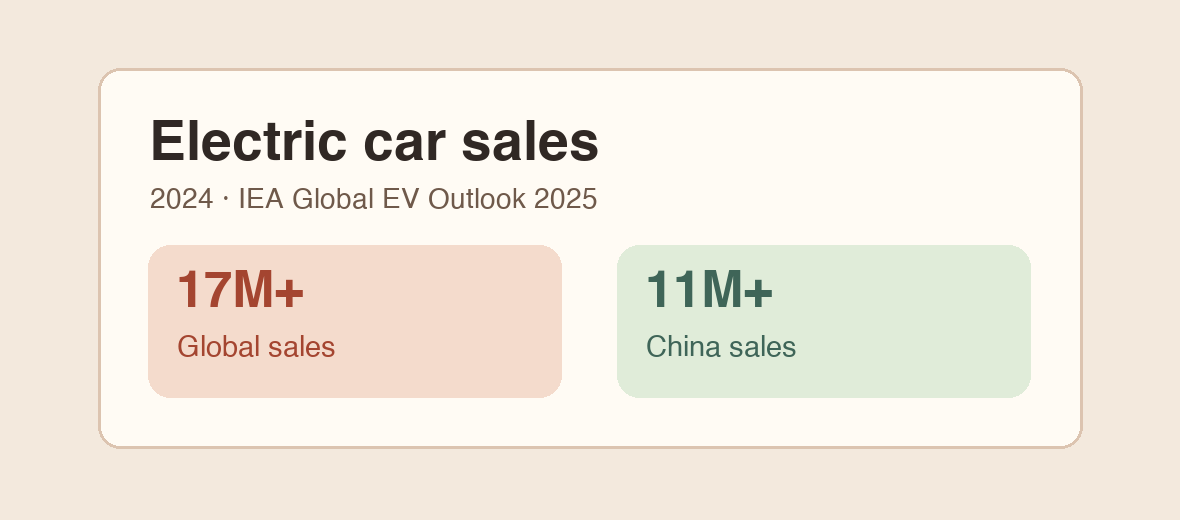 Electric car sales
2024 · IEA Global EV Outlook 2025
17M+
Global sales
11M+
China sales